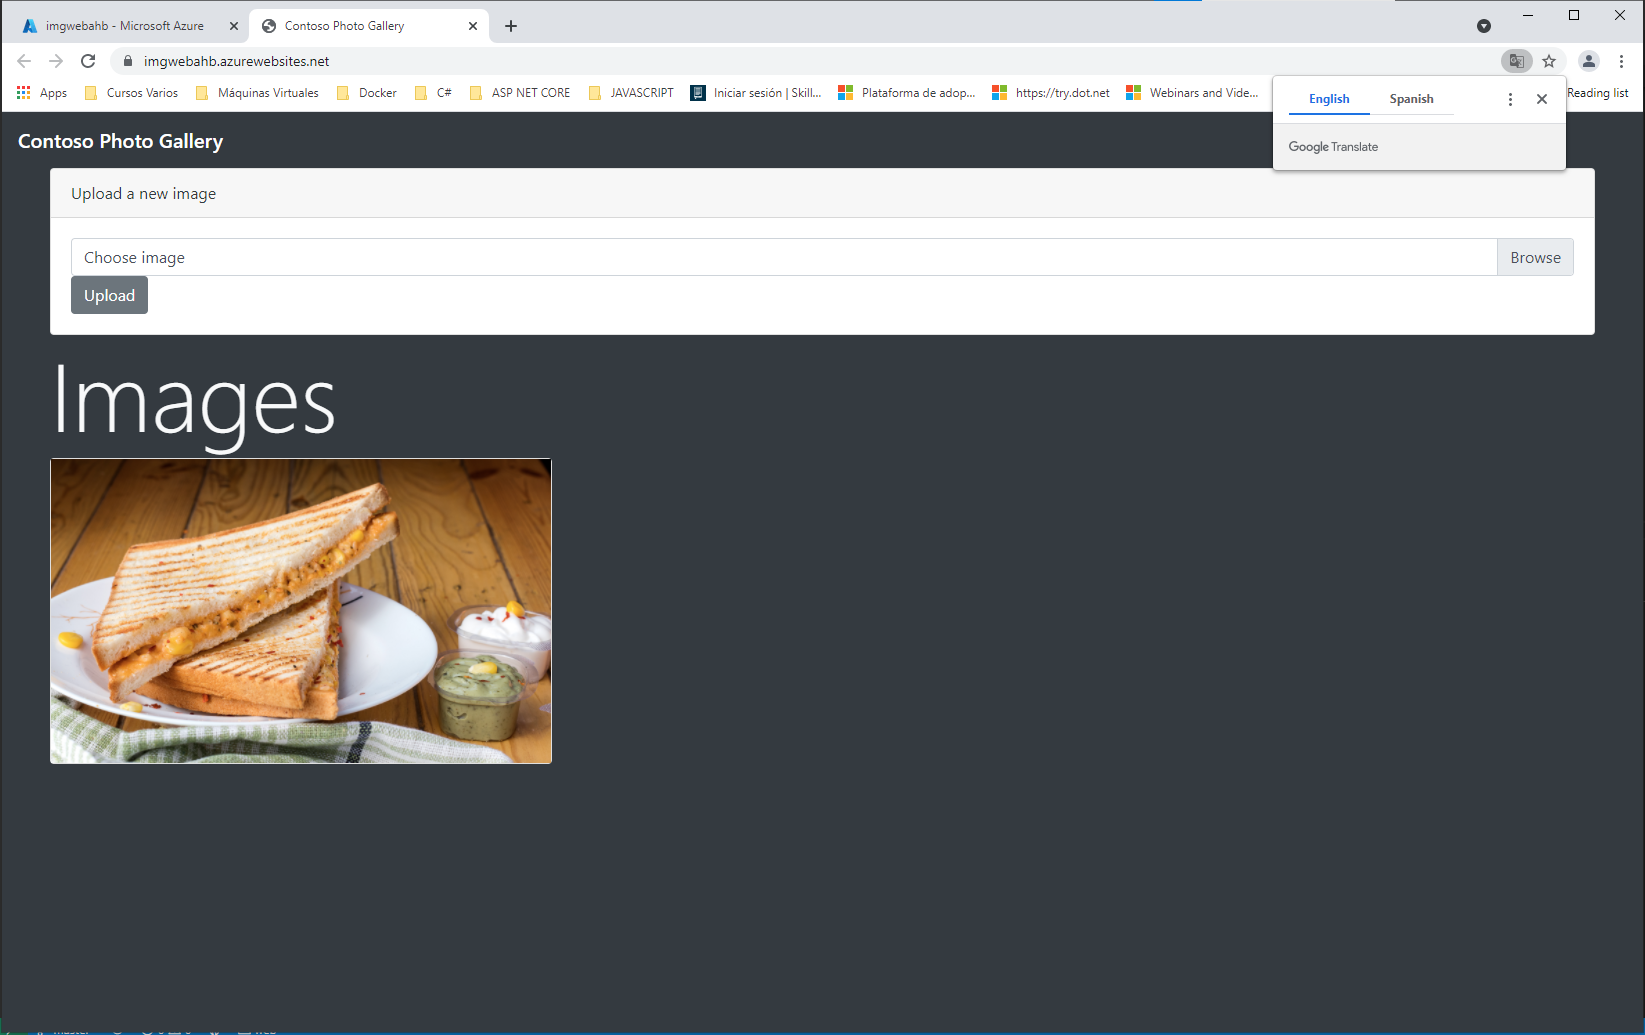 imgwebahb - Microsoft Azure
Contoso Photo Gallery
imgwebahb.azurewebsites.net
Apps Cursos Varios Máquinas Virtuales Docker C# ASP NET CORE JAVASCRIPT Iniciar sesión | Skill... Plataforma de adop... https://try.dot.net Webinars and Vide... Reading list
English Spanish
Google Translate
Contoso Photo Gallery
Upload a new image
Choose image Browse
Upload
Images